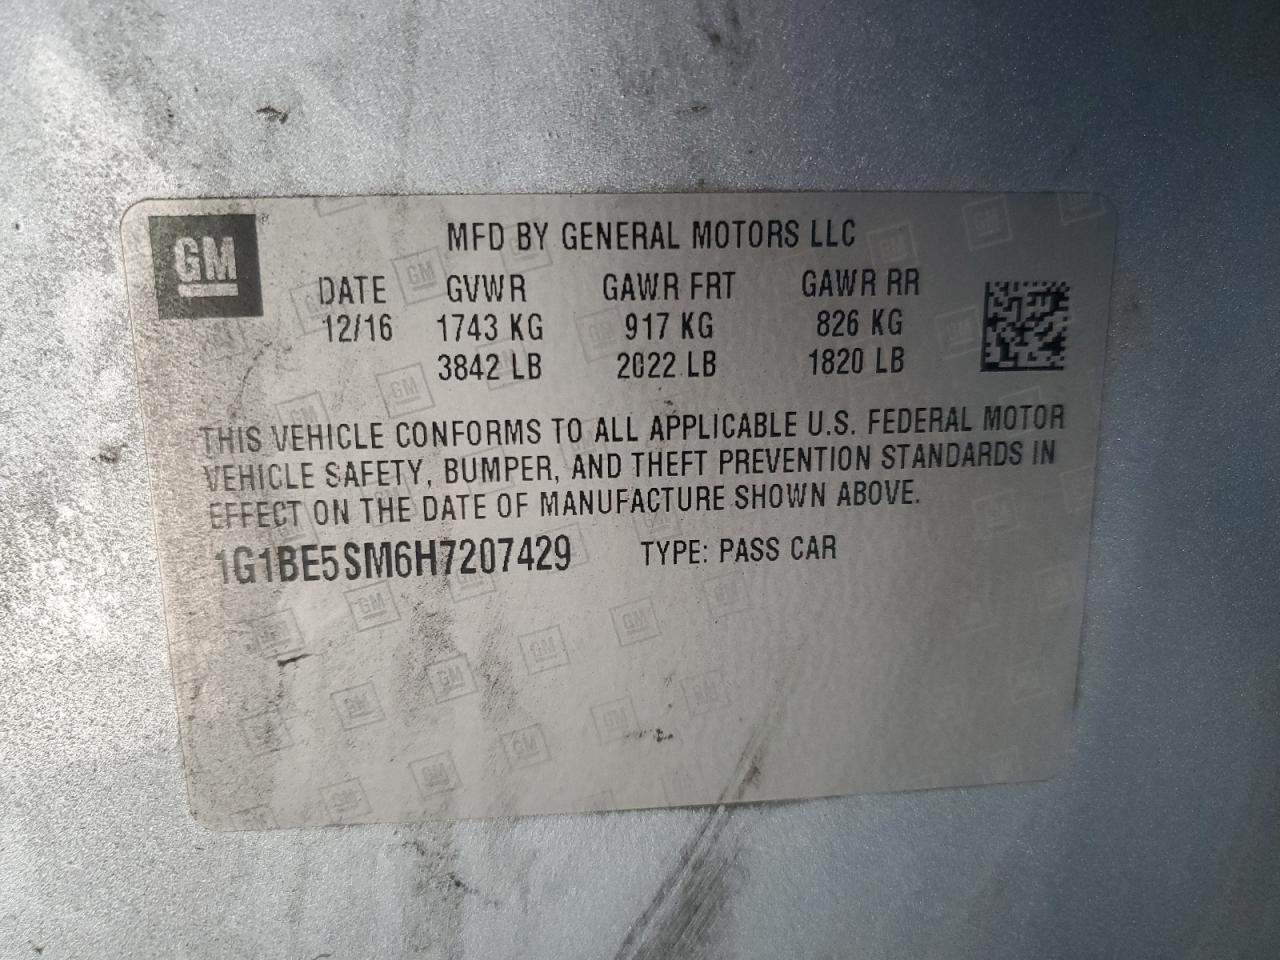 GM
MFD BY GENERAL MOTORS LLC
DATE GVWR GAWR FRT GAWR RR
12/16 1743 KG 917 KG 826 KG
3842 LB 2022 LB 1820 LB
THIS VEHICLE CONFORMS TO ALL APPLICABLE U.S. FEDERAL MOTOR
VEHICLE SAFETY, BUMPER, AND THEFT PREVENTION STANDARDS IN
EFFECT ON THE DATE OF MANUFACTURE SHOWN ABOVE.
1G1BE5SM6H7207429 TYPE: PASS CAR